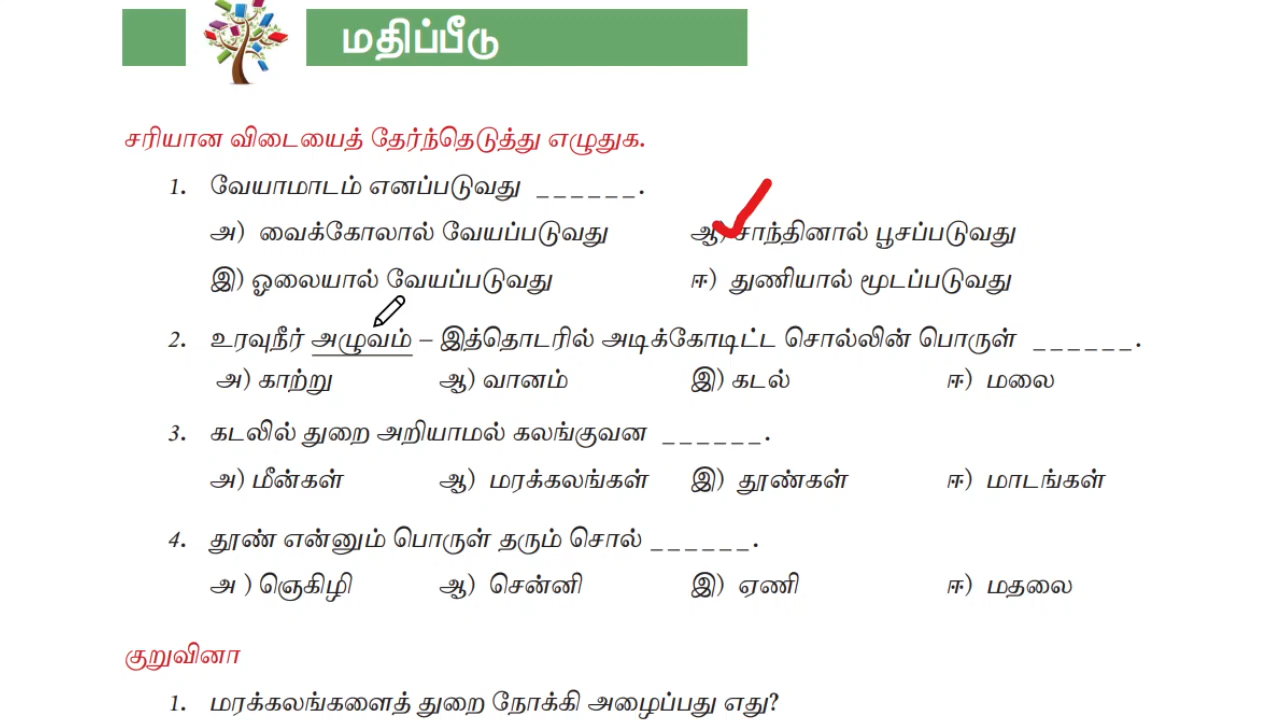 மதிப்பீடு
சரியான விடையைத் தேர்ந்தெடுத்து எழுதுக.
1. வேயாமாடம் எனப்படுவது ______.
அ) வைக்கோலால் வேயப்படுவது ஆ) சாந்தினால் பூசப்படுவது
இ) ஓலையால் வேயப்படுவது ஈ) துணியால் மூடப்படுவது
2. உரவுநீர் அழுவம் – இத்தொடரில் அடிக்கோடிட்ட சொல்லின் பொருள் ______.
அ) காற்று ஆ) வானம் இ) கடல் ஈ) மலை
3. கடலில் துறை அறியாமல் கலங்குவன ______.
அ) மீன்கள் ஆ) மரக்கலங்கள் இ) தூண்கள் ஈ) மாடங்கள்
4. தூண் என்னும் பொருள் தரும் சொல் ______.
அ ) ஞெகிழி ஆ) சென்னி இ) ஏணி ஈ) மதலை
குறுவினா
1. மரக்கலங்களைத் துறை நோக்கி அழைப்பது எது?